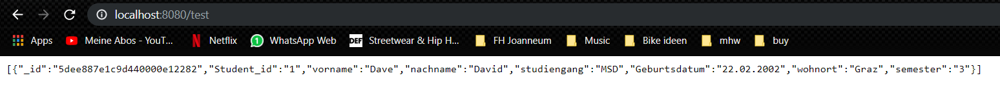 localhost:8080/test
Apps Meine Abos - YouT... Netflix 1 WhatsApp Web DEF Streetwear & Hip H... FH Joanneum Music Bike ideen mhw buy
[{"_id":"5dee887e1c9d440000e12282","Student_id":"1","vorname":"Dave","nachname":"David","studiengang":"MSD","Geburtsdatum":"22.02.2002","wohnort":"Graz","semester":"3"}]